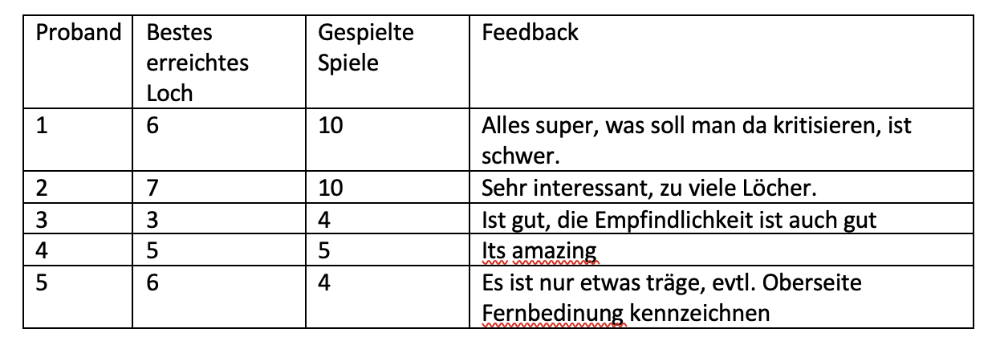 Proband Bestes erreichtes Loch Gespielte Spiele Feedback
1 6 10 Alles super, was soll man da kritisieren, ist
schwer.
2 7 10 Sehr interessant, zu viele Löcher.
3 3 4 Ist gut, die Empfindlichkeit ist auch gut
4 5 5 Its amazing
5 6 4 Es ist nur etwas träge, evtl. Oberseite
Fernbedinung kennzeichnen